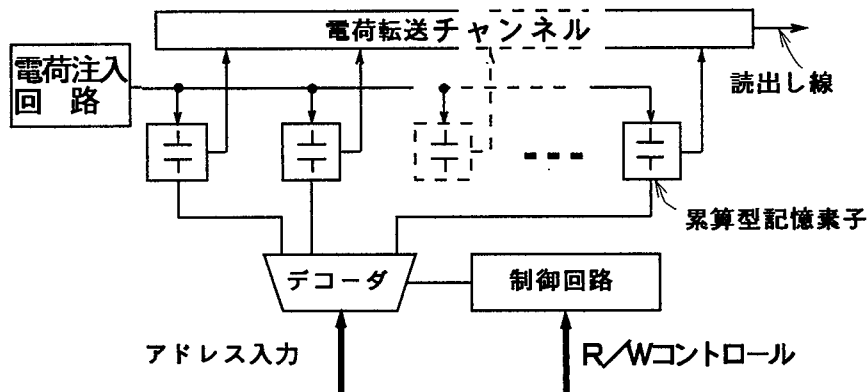 電荷転送チャンネル
電荷注入
回 路
読出し線
累算型記憶素子
デコーダ
制御回路
アドレス入力
R/Wコントロール